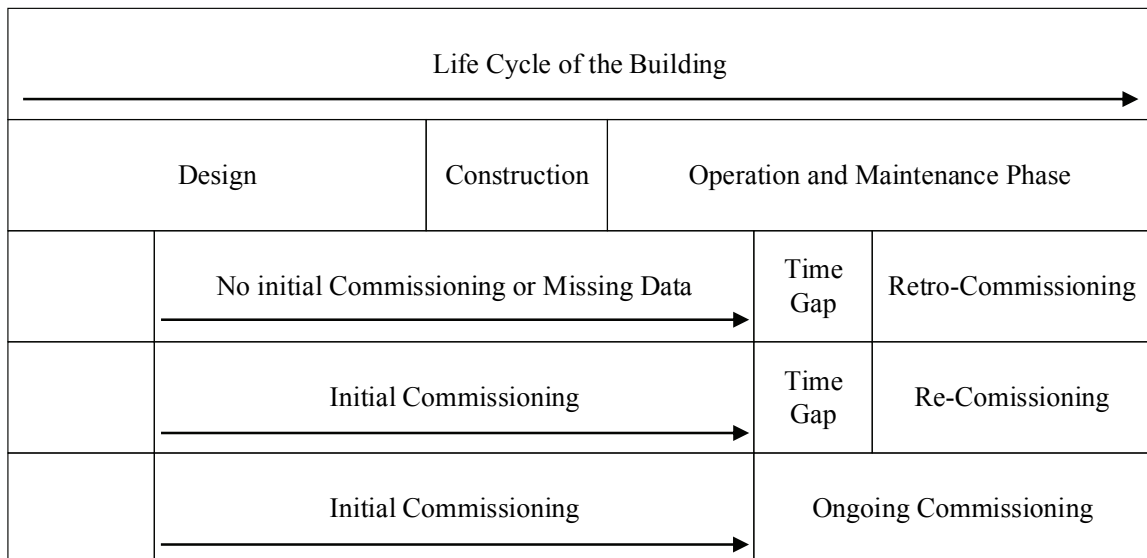 Life Cycle of the Building
Design
Construction
Operation and Maintenance Phase
No initial Commissioning or Missing Data
Time
Gap
Retro-Commissioning
Initial Commissioning
Time
Gap
Re-Comissioning
Initial Commissioning
Ongoing Commissioning